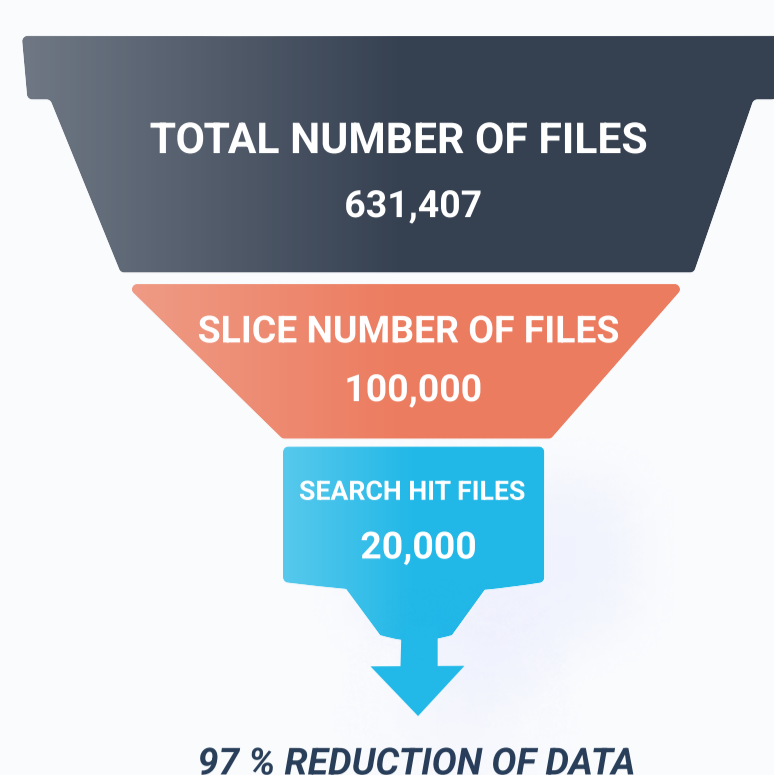 TOTAL NUMBER OF FILES
631,407
SLICE NUMBER OF FILES
100,000
SEARCH HIT FILES
20,000
97 % REDUCTION OF DATA